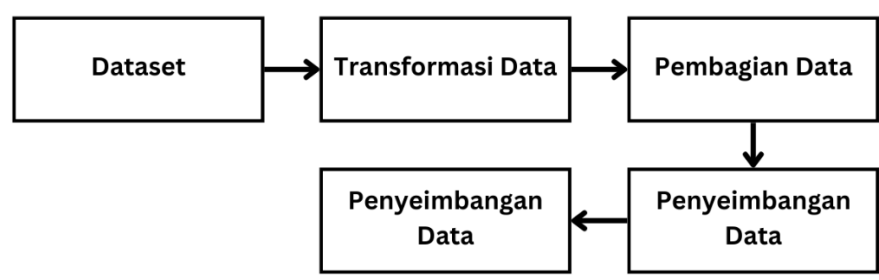 Dataset
Transformasi Data
Pembagian Data
Penyeimbangan
Data
Penyeimbangan
Data